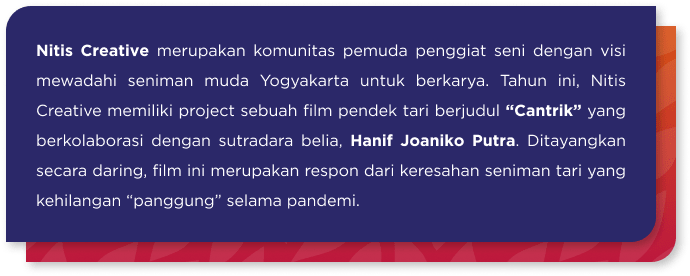 Nitis Creative merupakan komunitas pemuda penggiat seni dengan visi
mewadahi seniman muda Yogyakarta untuk berkarya. Tahun ini, Nitis
Creative memiliki project sebuah film pendek tari berjudul “Cantrik” yang
berkolaborasi dengan sutradara belia, Hanif Joaniko Putra. Ditayangkan
secara daring, film ini merupakan respon dari keresahan seniman tari yang
kehilangan “panggung” selama pandemi.